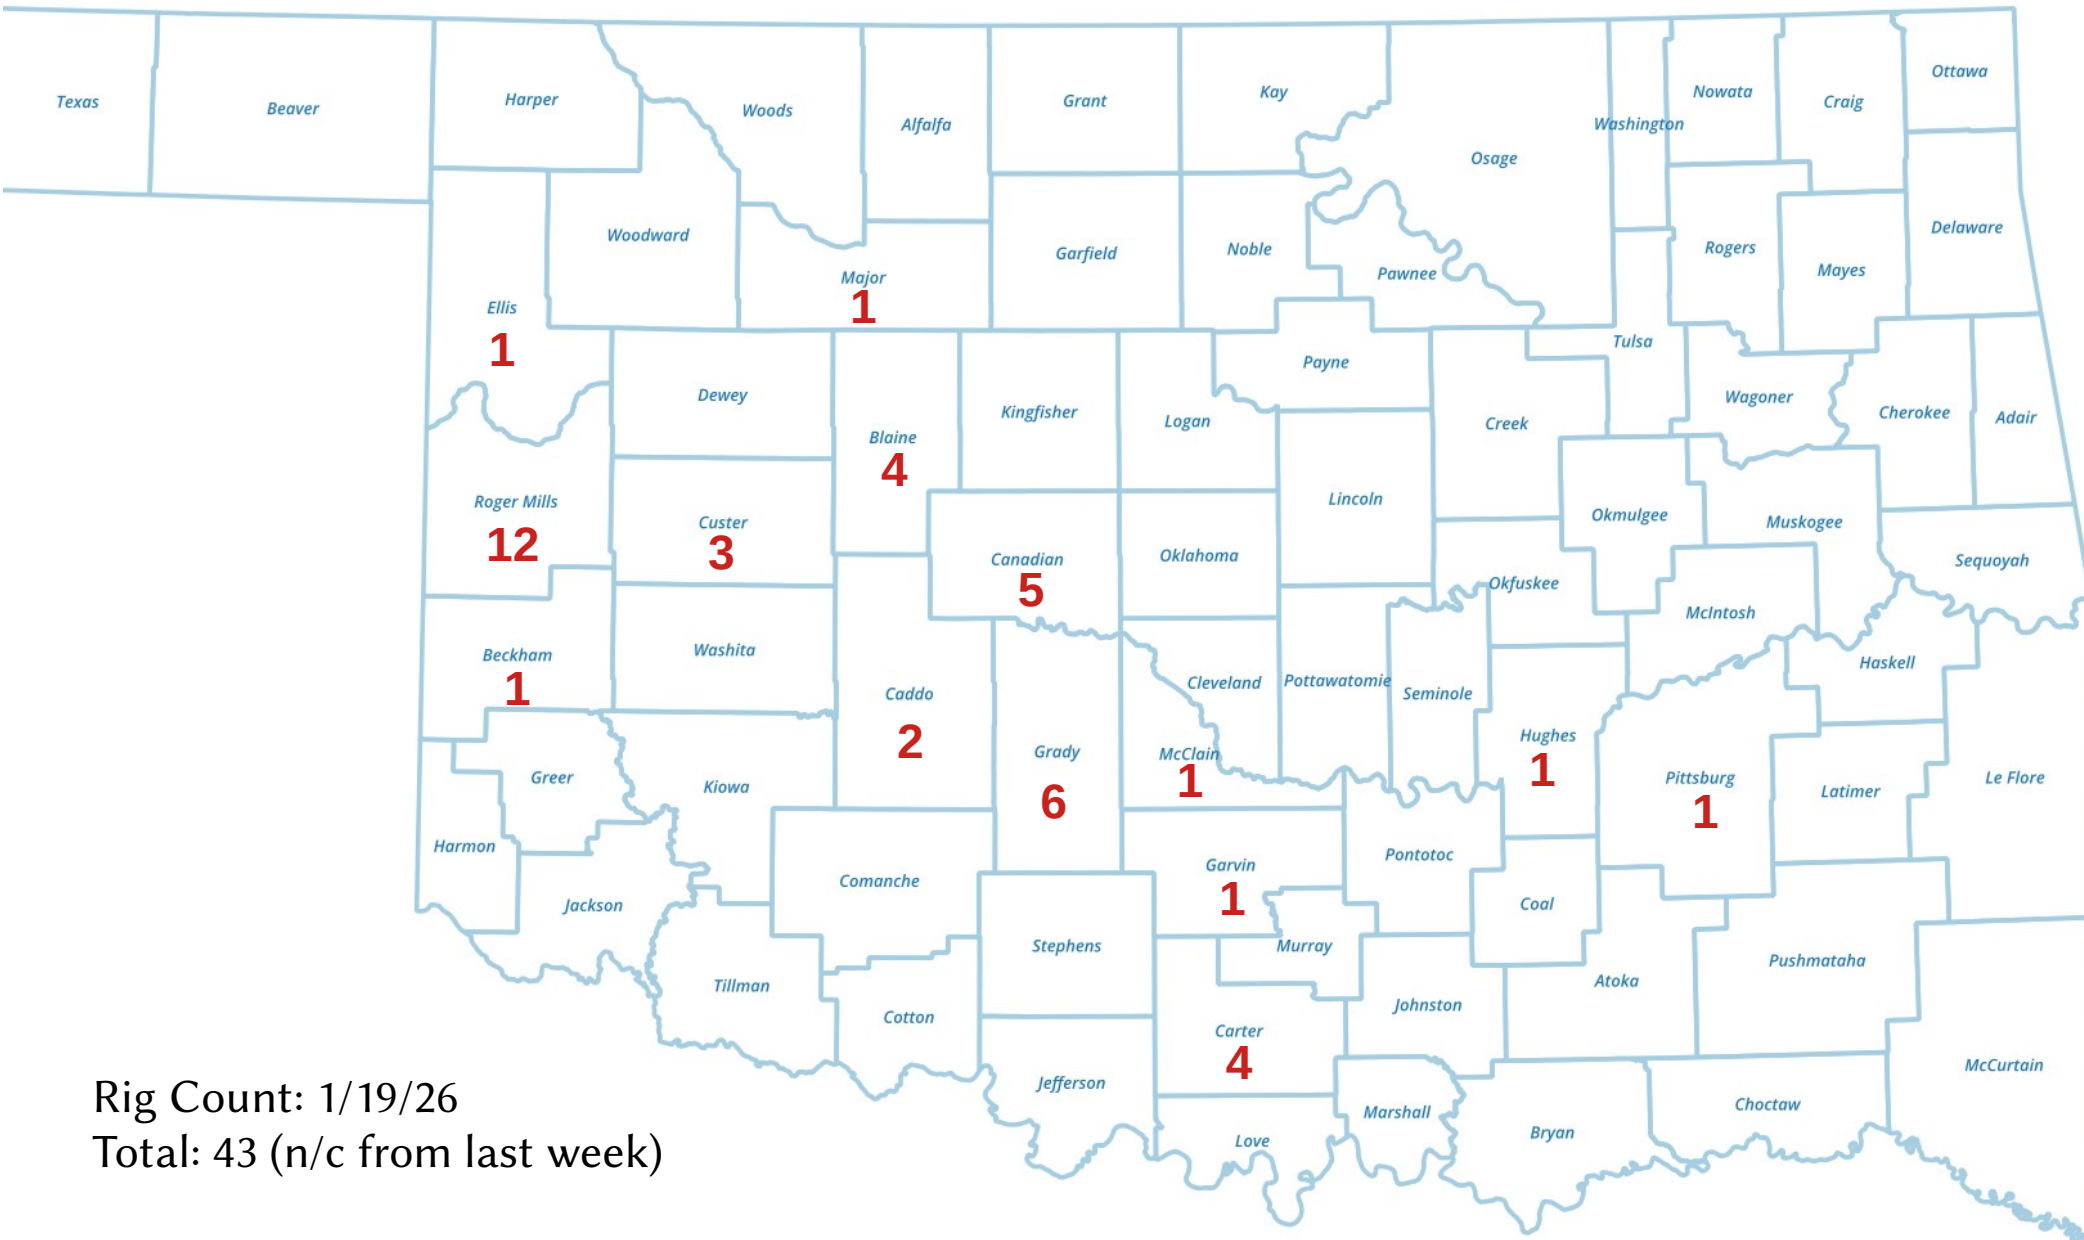 Texas
Beaver
Harper
Woods
Alfalfa
Grant
Kay
Osage
Washington
Nowata
Craig
Ottawa
Woodward
Major
1
Garfield
Noble
Pawnee
Rogers
Mayes
Delaware
Ellis
1
Dewey
Blaine
4
Kingfisher
Logan
Payne
Creek
Tulsa
Wagoner
Cherokee
Adair
Roger Mills
12
Custer
3
Canadian
5
Oklahoma
Lincoln
Okmulgee
Muskogee
Sequoyah
Okfuskee
McIntosh
Beckham
1
Washita
Caddo
2
Grady
6
Cleveland
Pottawatomie
Seminole
Hughes
1
Haskell
McClain
1
Pittsburg
1
Latimer
Le Flore
Greer
Kiowa
Harmon
Jackson
Comanche
Garvin
1
Pontotoc
Coal
Stephens
Murray
Tillman
Cotton
Johnston
Atoka
Pushmataha
Carter
4
Jefferson
Love
Marshall
Bryan
Choctaw
McCurtain
Rig Count: 1/19/26
Total: 43 (n/c from last week)